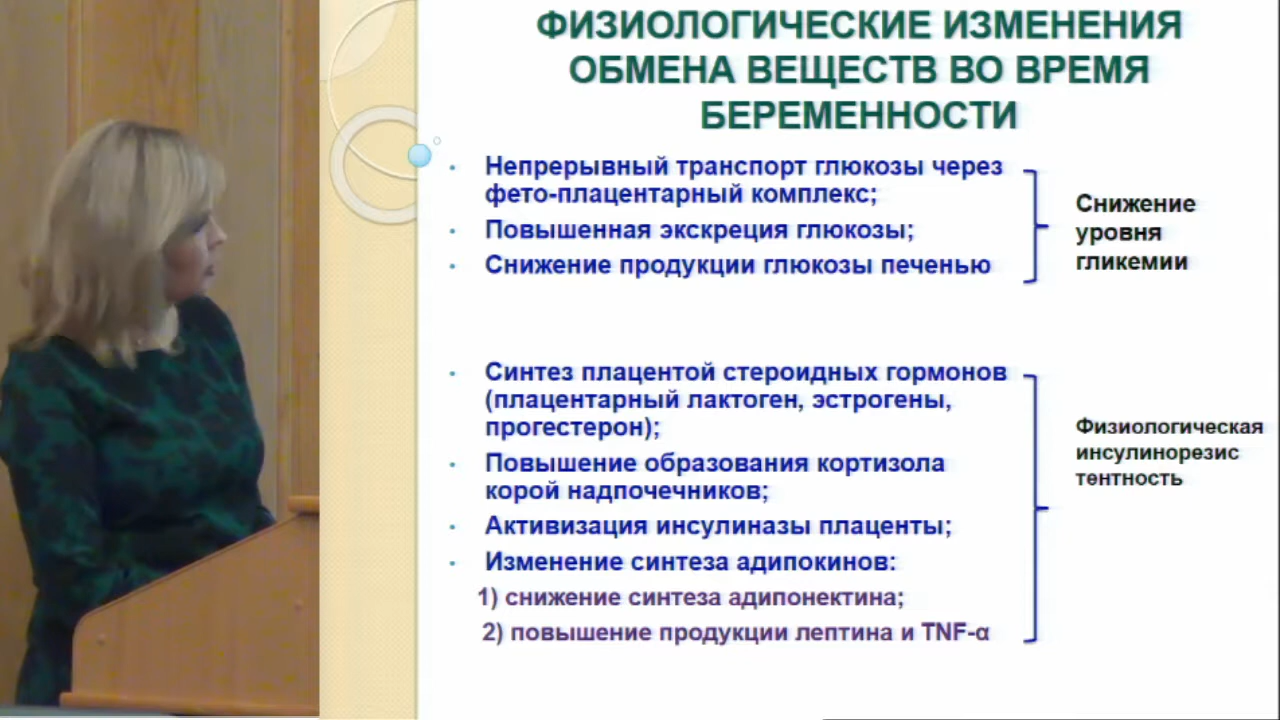 ФИЗИОЛОГИЧЕСКИЕ ИЗМЕНЕНИЯ
ОБМЕНА ВЕЩЕСТВ ВО ВРЕМЯ
БЕРЕМЕННОСТИ
• Непрерывный транспорт глюкозы через
фето-плацентарный комплекс;
• Повышенная экскреция глюкозы;
• Снижение продукции глюкозы печенью
Снижение
уровня
гликемии
• Синтез плацентой стероидных гормонов
(плацентарный лактоген, эстрогены,
прогестерон);
• Повышение образования кортизола
корой надпочечников;
• Активизация инсулиназы плаценты;
• Изменение синтеза адипокинов:
1) снижение синтеза адипонектина;
2) повышение продукции лептина и TNF-α
Физиологическая
инсулинорезис
тентность